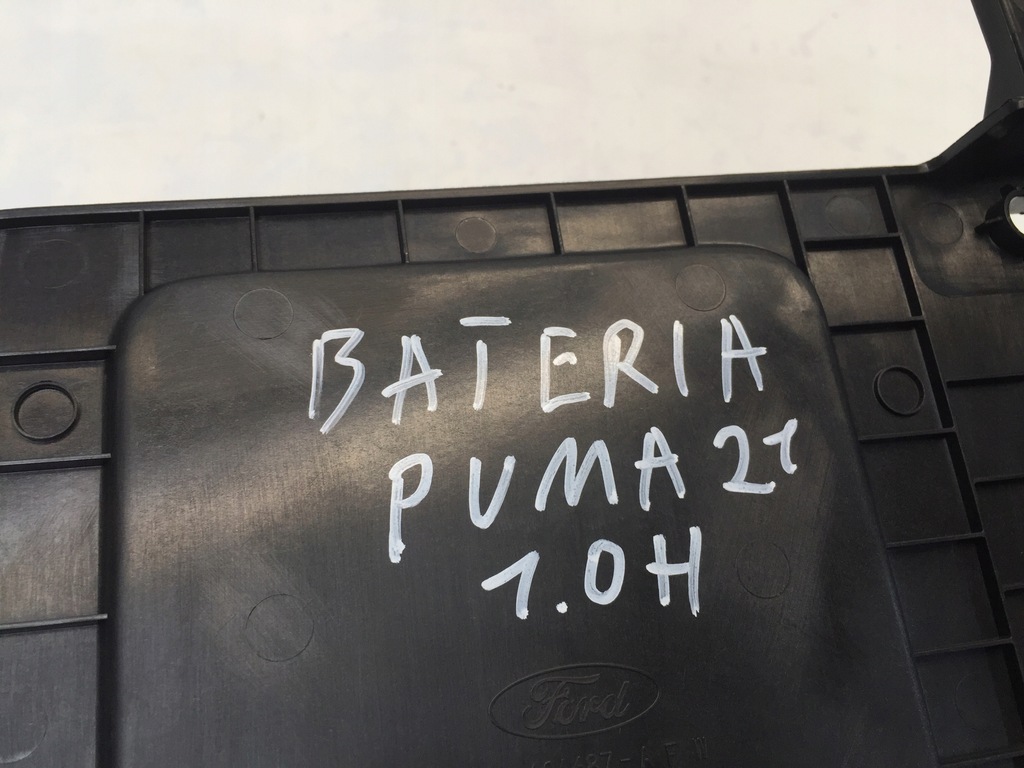 BATERIA
PUMA 21
1.0H
Ford